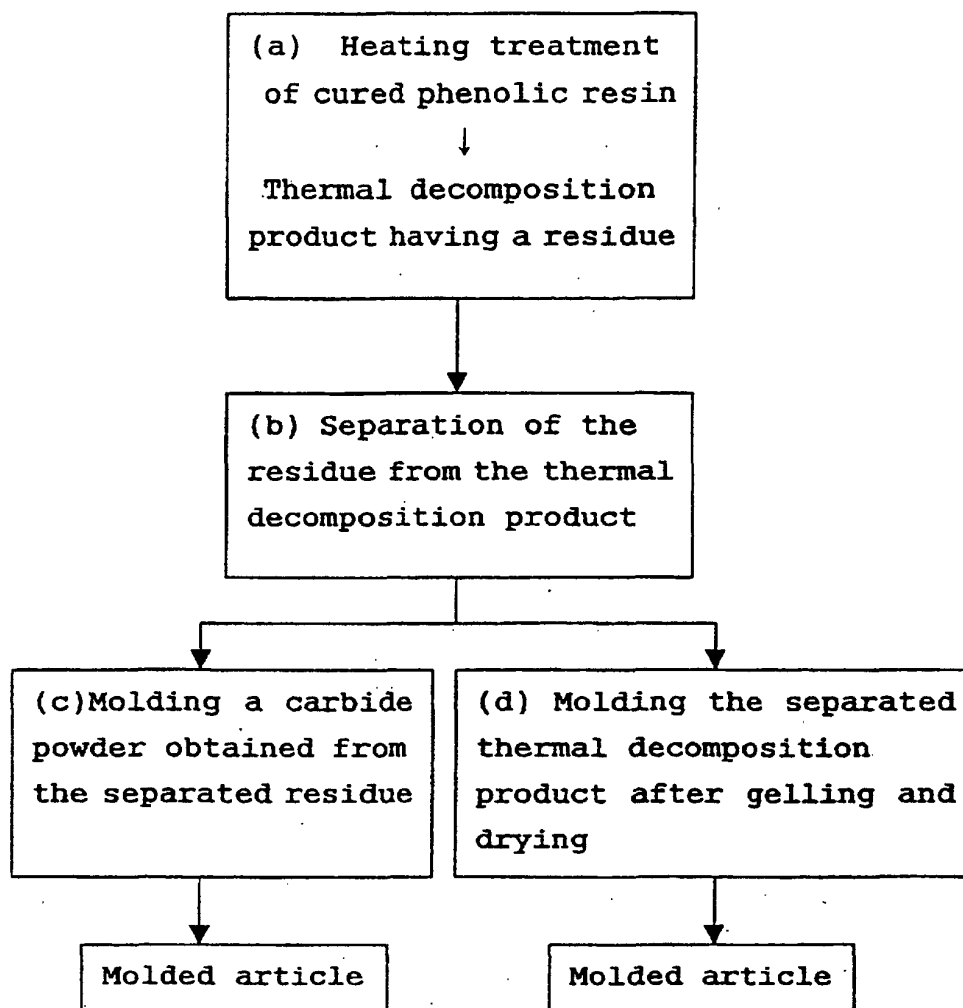 (a) Heating treatment
of cured phenolic resin
↓
Thermal decomposition
product having a residue
(b) Separation of the
residue from the thermal
decomposition product
(c)Molding a carbide
powder obtained from
the separated residue
(d) Molding the separated
thermal decomposition
product after gelling and
drying
Molded article
Molded article